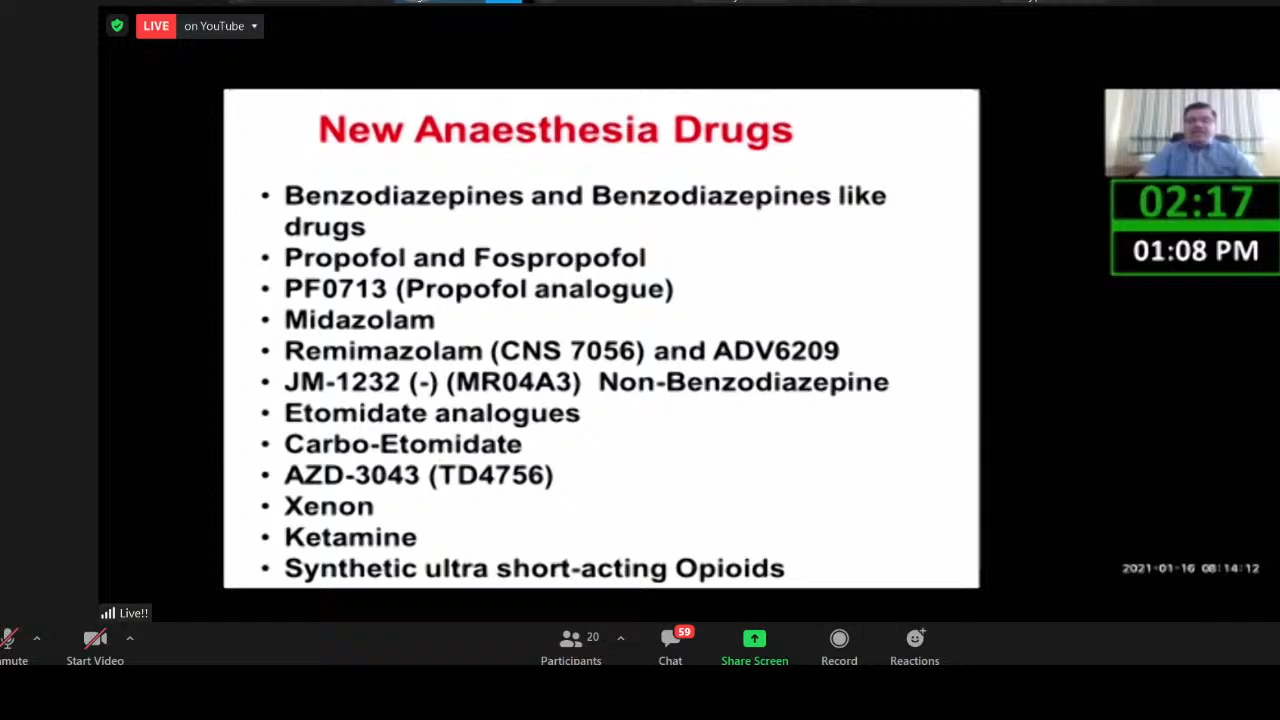 LIVE on YouTube
New Anaesthesia Drugs
• Benzodiazepines and Benzodiazepines like
drugs
• Propofol and Fospropofol
• PF0713 (Propofol analogue)
• Midazolam
• Remimazolam (CNS 7056) and ADV6209
• JM-1232 (-) (MR04A3) Non-Benzodiazepine
• Etomidate analogues
• Carbo-Etomidate
• AZD-3043 (TD4756)
• Xenon
• Ketamine
• Synthetic ultra short-acting Opioids
02:17
01:08 PM
2021-01-16 08:14:12
Live!!
20
59
mute
Start Video
Participants
Chat
Share Screen
Record
Reactions